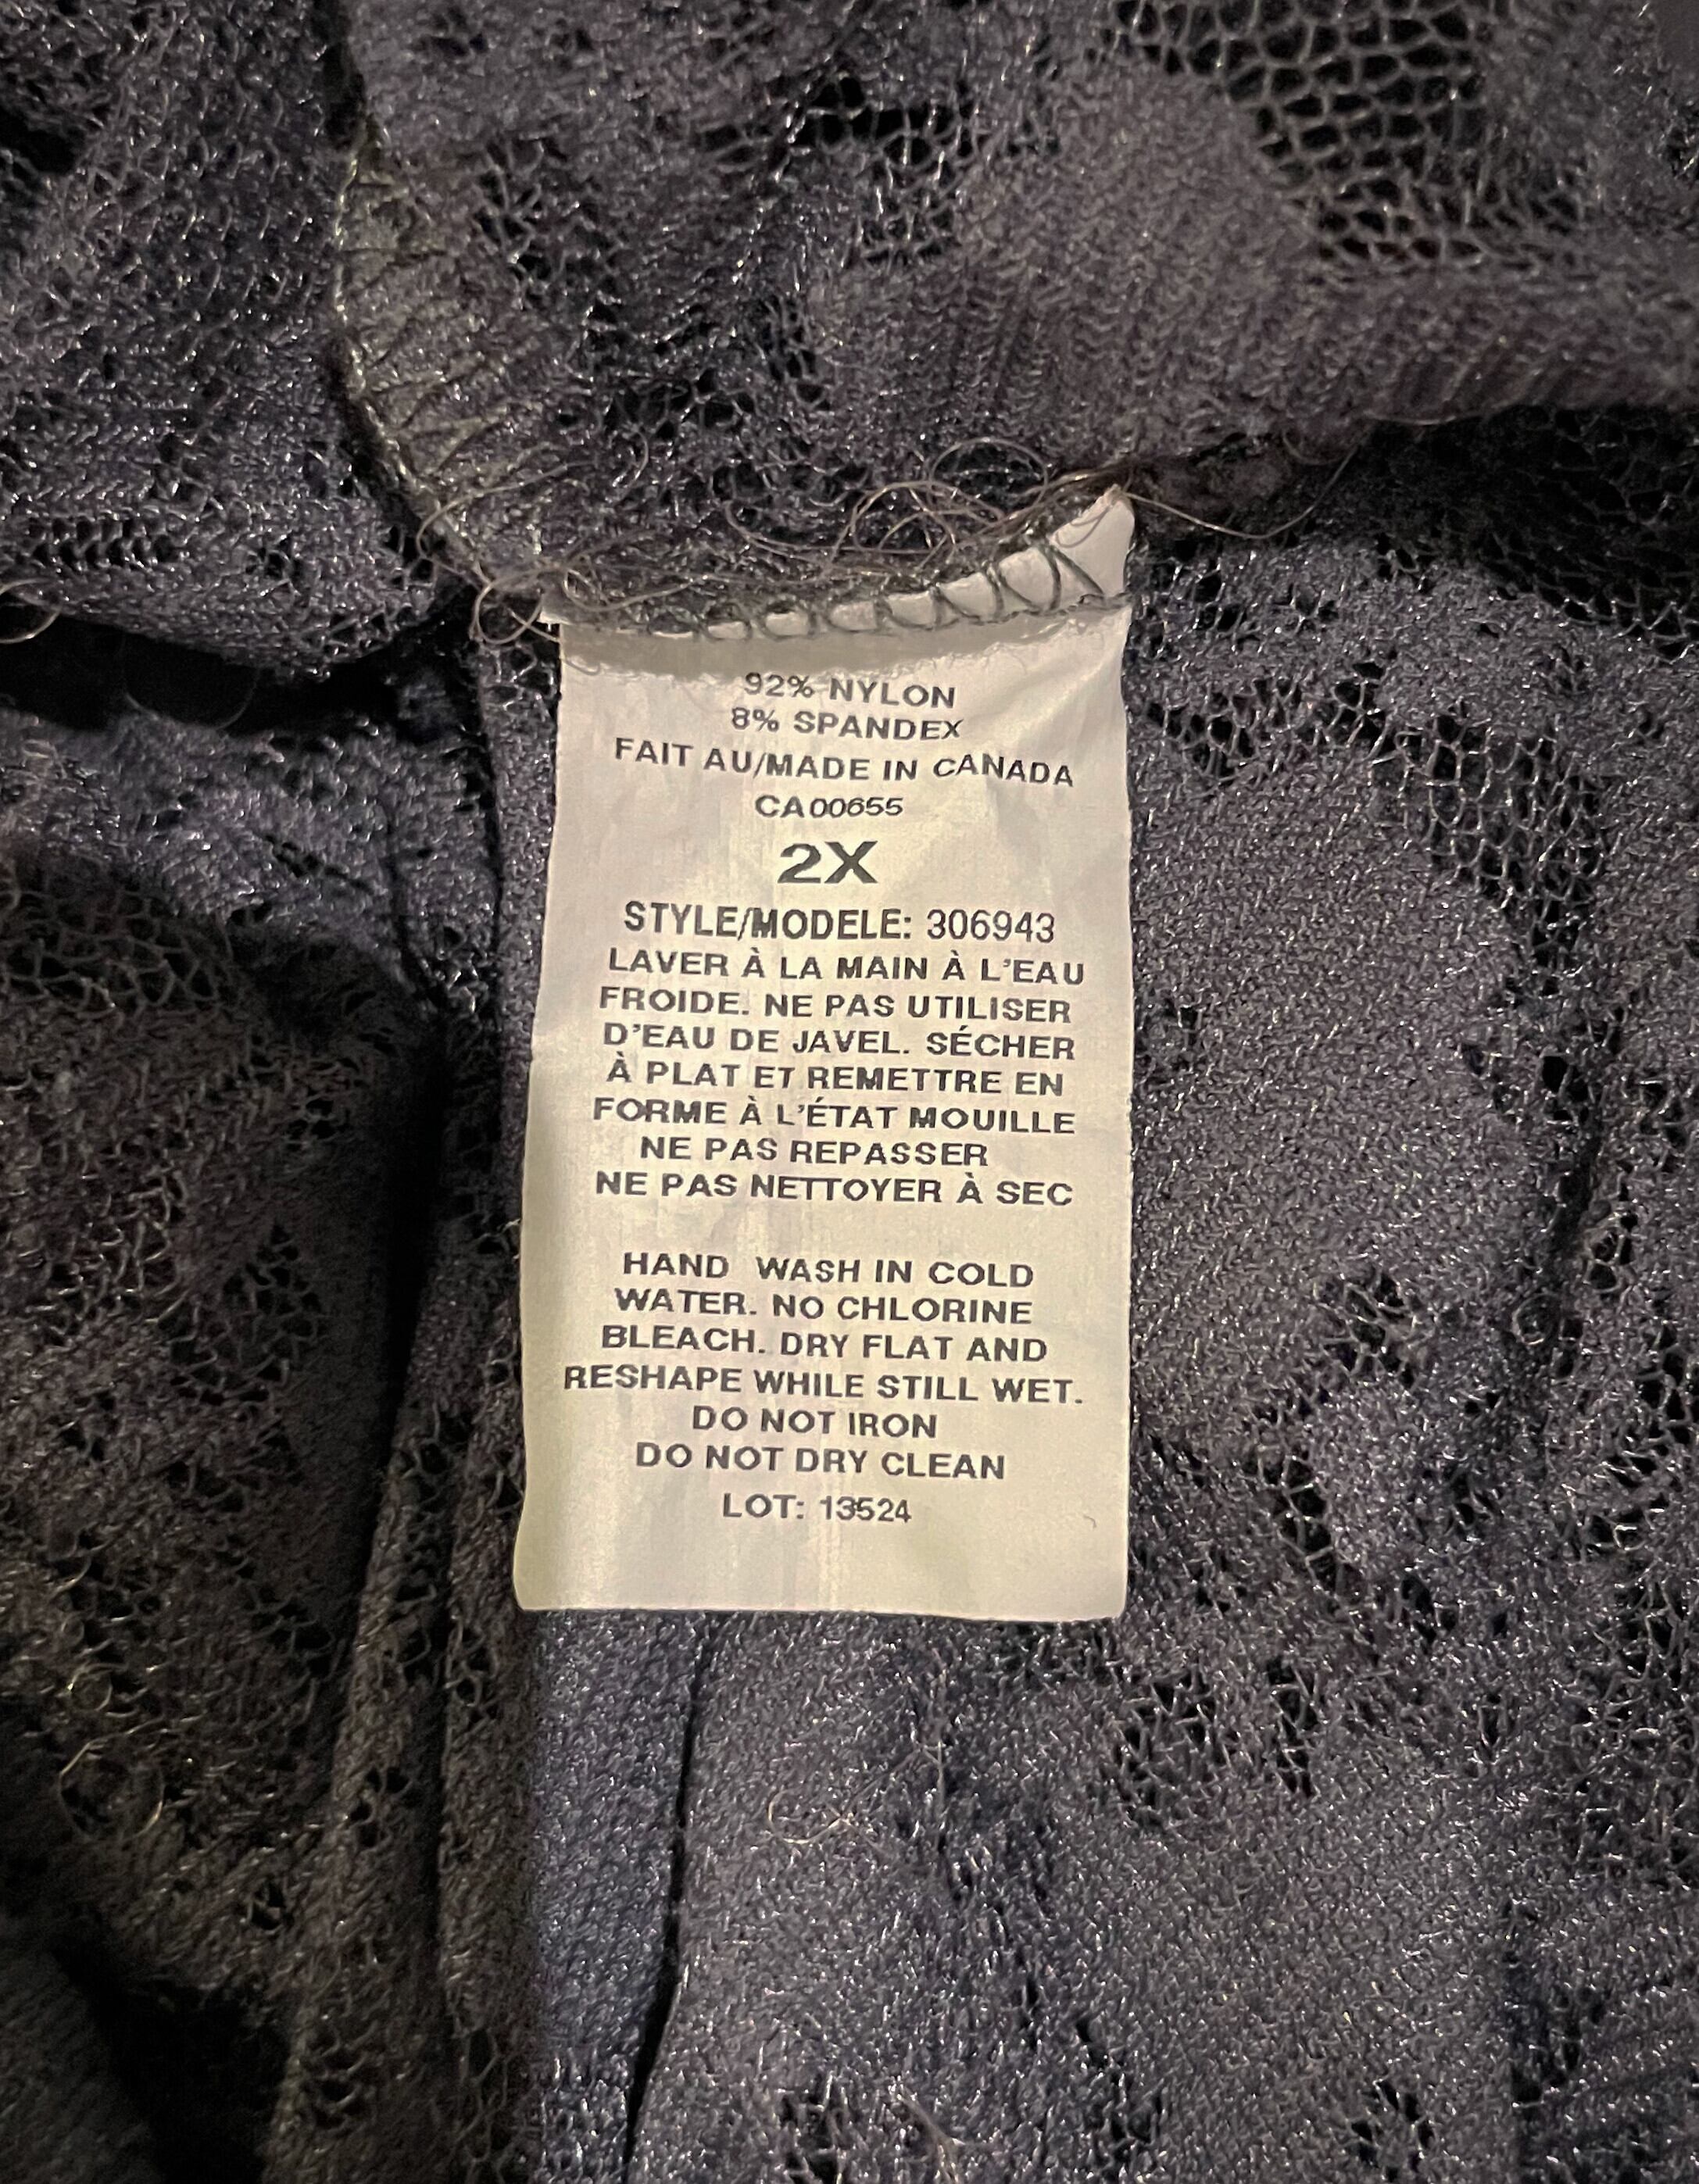 92% NYLON
8% SPANDEX
FAIT AU/MADE IN CANADA
CA00655
2X
STYLE/MODELE: 306943
LAVER À LA MAIN À L'EAU
FROIDE. NE PAS UTILISER
D'EAU DE JAVEL. SÉCHER
À PLAT ET REMETTRE EN
FORME À L'ÉTAT MOUILLE
NE PAS REPASSER
NE PAS NETTOYER À SEC
HAND WASH IN COLD
WATER. NO CHLORINE
BLEACH. DRY FLAT AND
RESHAPE WHILE STILL WET.
DO NOT IRON
DO NOT DRY CLEAN
LOT: 13524